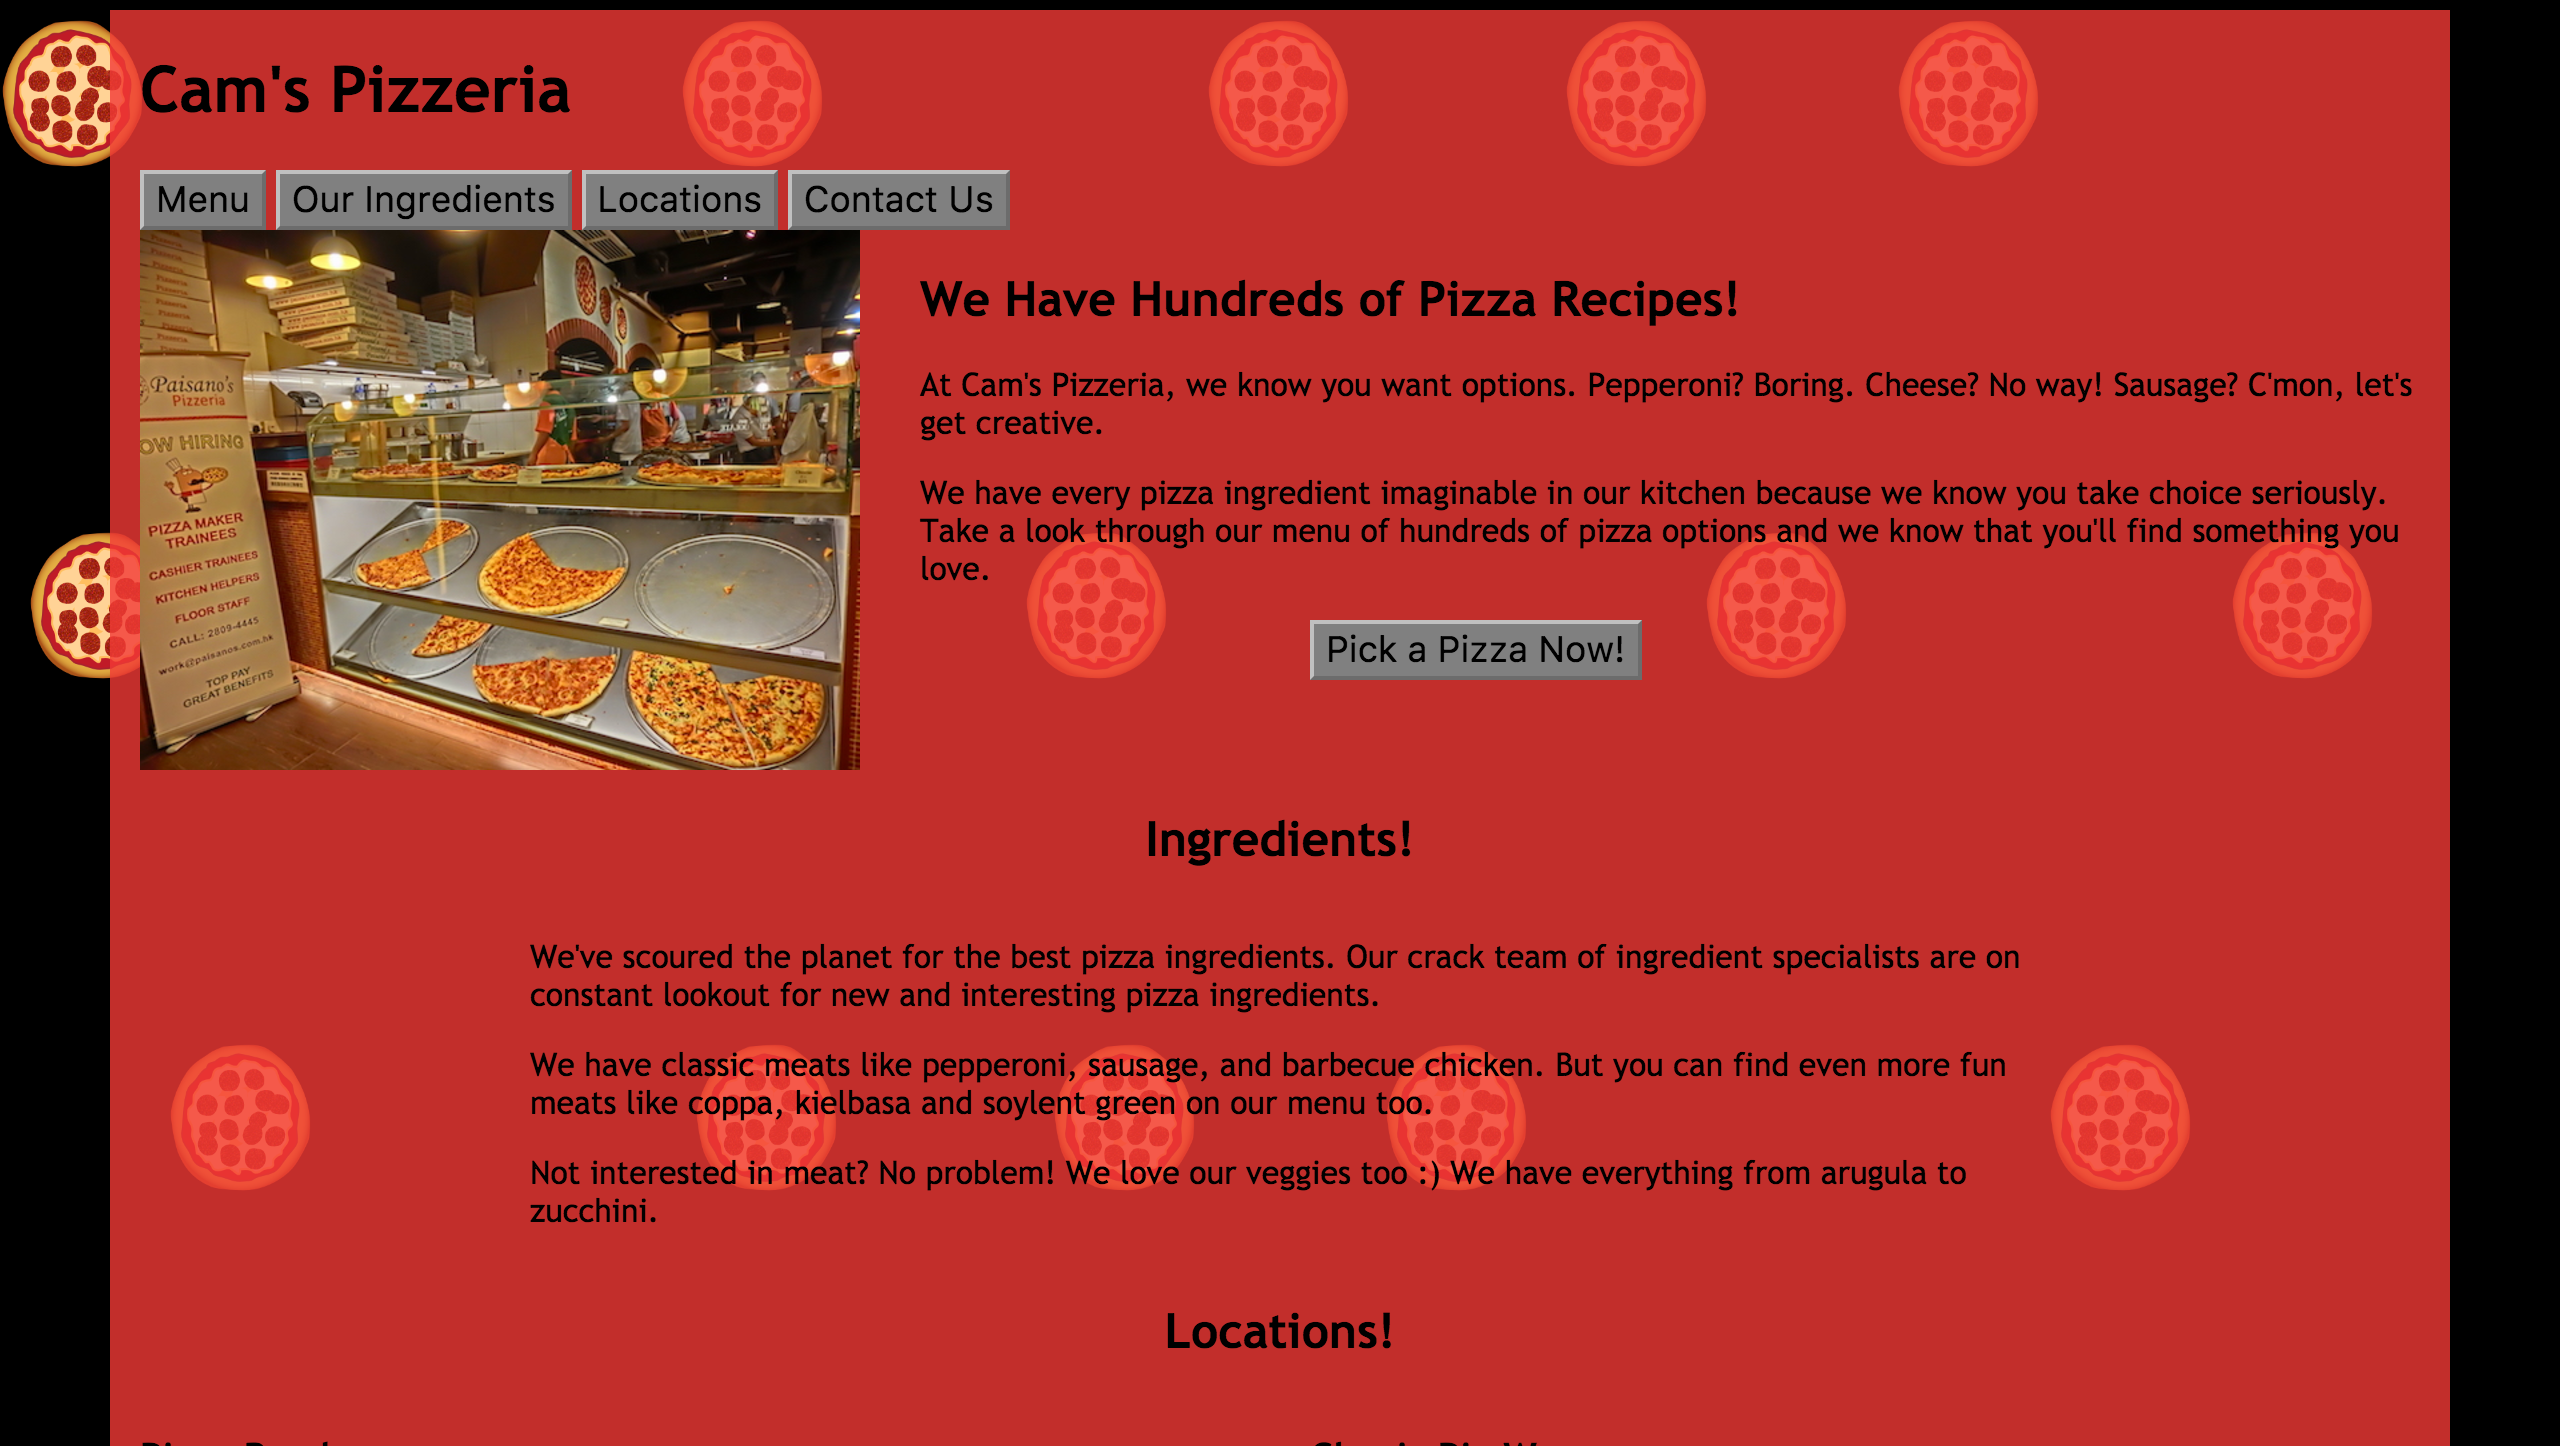 Cam's Pizzeria
Menu
Our Ingredients
Locations
Contact Us
Paisano's
Pizzeria
OW HIRING
PIZZA MAKER
TRAINEES
CASHIER TRAINEES
KITCHEN HELPERS
FLOOR STAFF
CALL: 2809-4445
work@paisanos.com.hk
TOP PAY
GREAT BENEFITS
We Have Hundreds of Pizza Recipes!
At Cam's Pizzeria, we know you want options. Pepperoni? Boring. Cheese? No way! Sausage? C'mon, let's
get creative.
We have every pizza ingredient imaginable in our kitchen because we know you take choice seriously.
Take a look through our menu of hundreds of pizza options and we know that you'll find something you
love.
Pick a Pizza Now!
Ingredients!
We've scoured the planet for the best pizza ingredients. Our crack team of ingredient specialists are on
constant lookout for new and interesting pizza ingredients.
We have classic meats like pepperoni, sausage, and barbecue chicken. But you can find even more fun
meats like coppa, kielbasa and soylent green on our menu too.
Not interested in meat? No problem! We love our veggies too :) We have everything from arugula to
zucchini.
Locations!